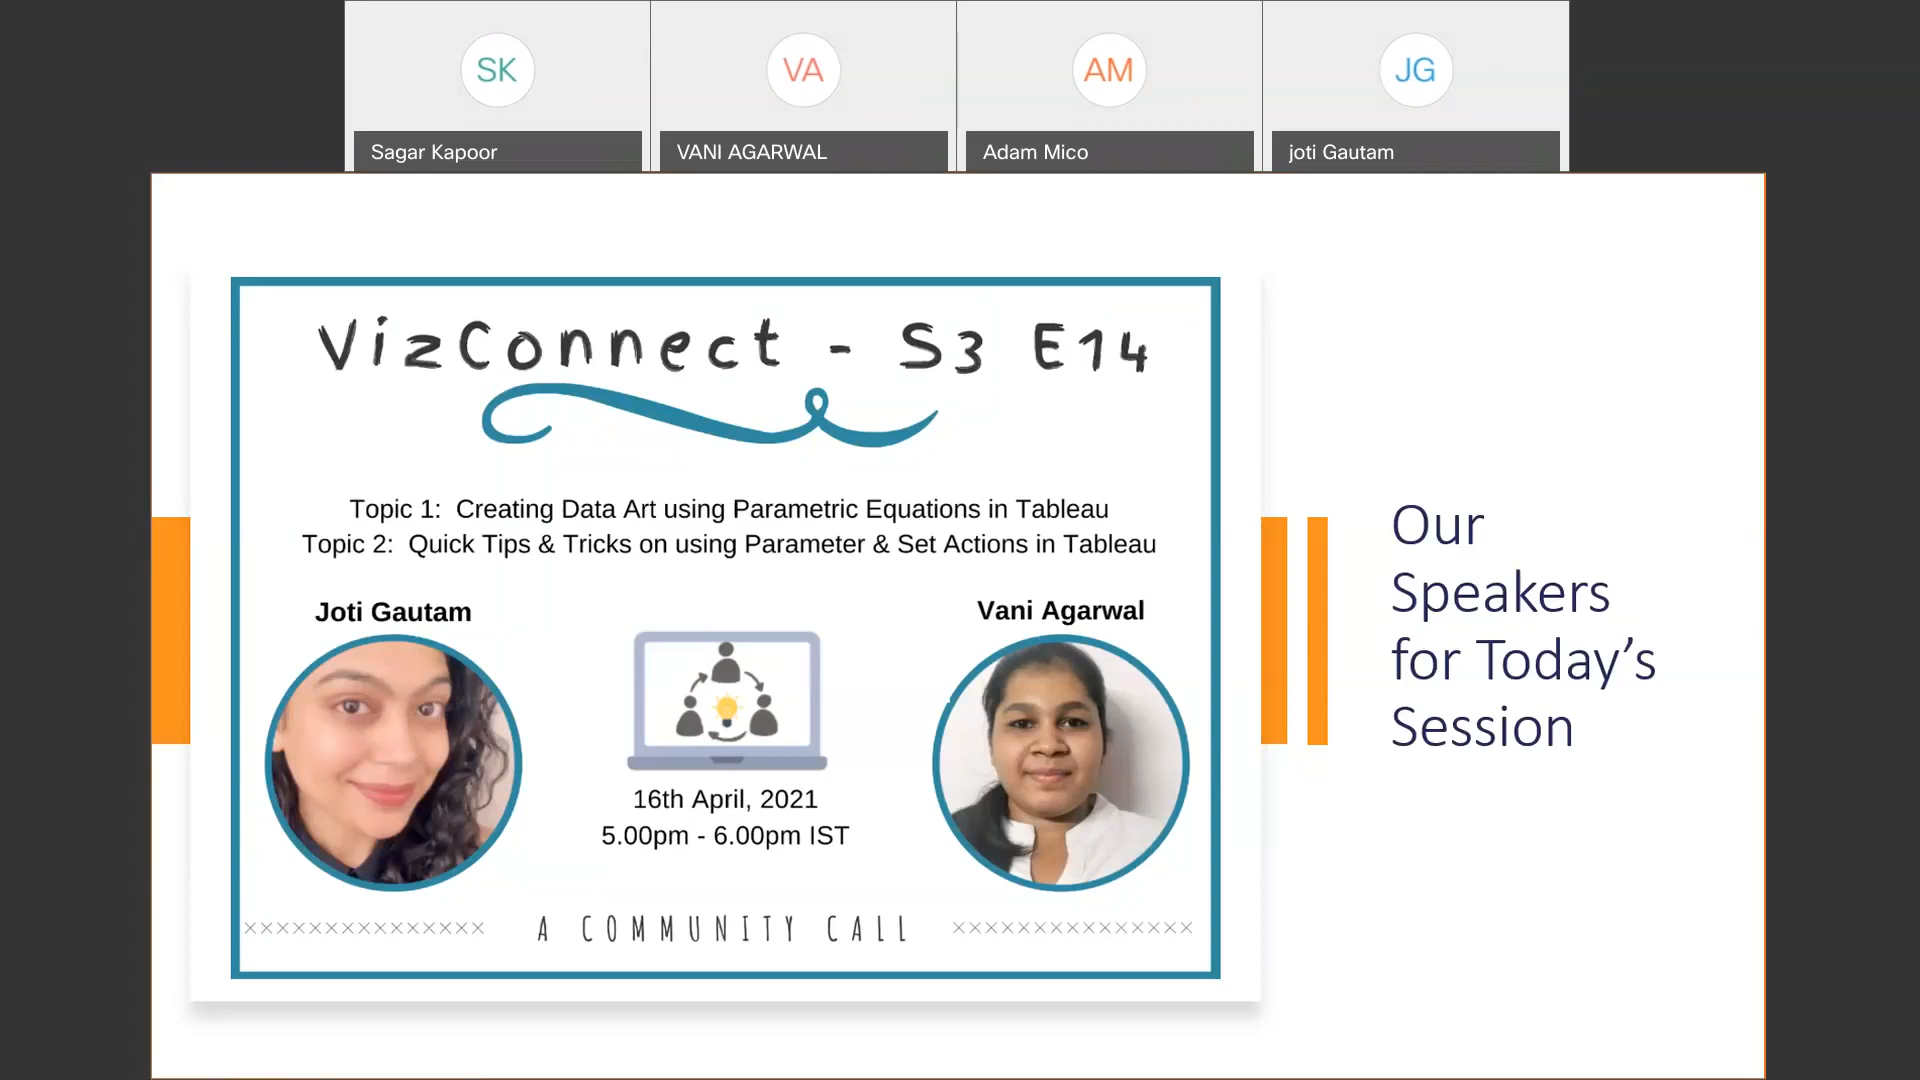 SK
VA
AM
JG
Sagar Kapoor
VANI AGARWAL
Adam Mico
joti Gautam
VizConnect - S3 E14
Topic 1: Creating Data Art using Parametric Equations in Tableau
Topic 2: Quick Tips & Tricks on using Parameter & Set Actions in Tableau
Joti Gautam
Vani Agarwal
16th April, 2021
5.00pm - 6.00pm IST
A COMMUNITY CALL
Our
Speakers
for Today’s
Session